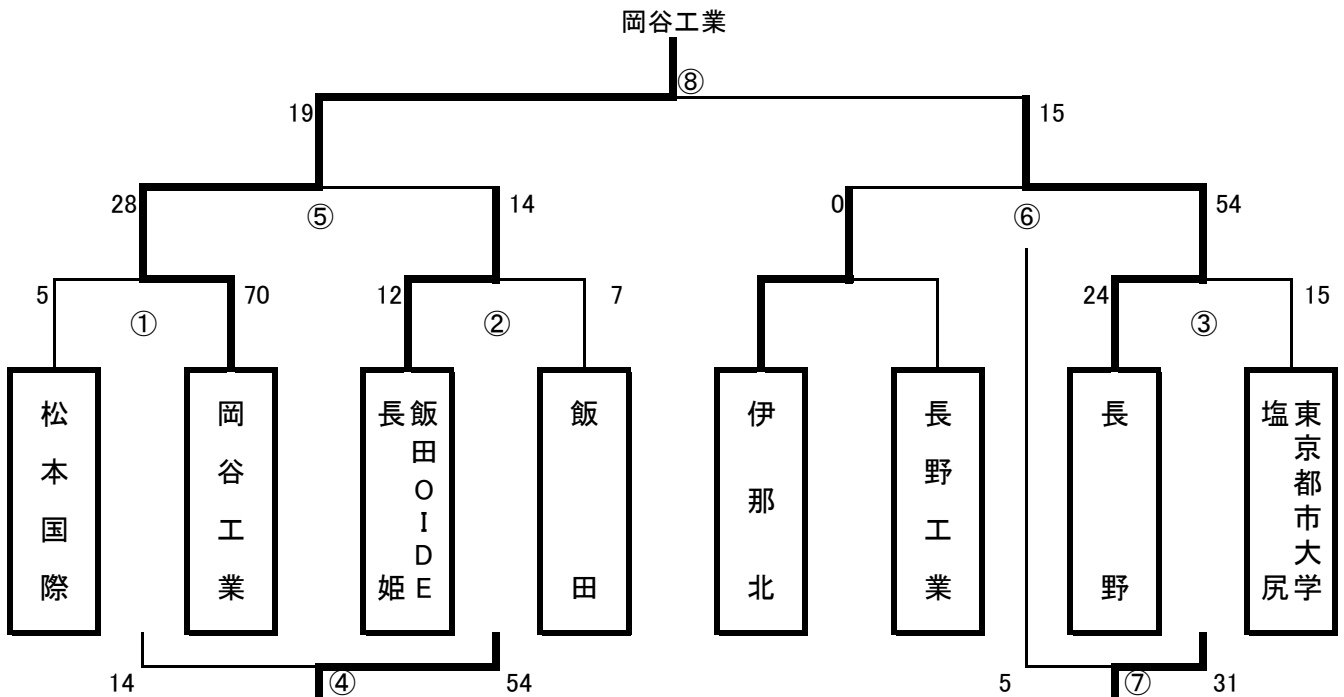 岡谷工業
⑧
19
15
28
⑤
14
0
⑥
54
5
①
70
12
②
7
24
③
15
松本国際
岡谷工業
飯田OIDE
長姫
飯田
伊那北
長野工業
長野
東京都市大学
塩尻
14
④
54
5
⑦
31